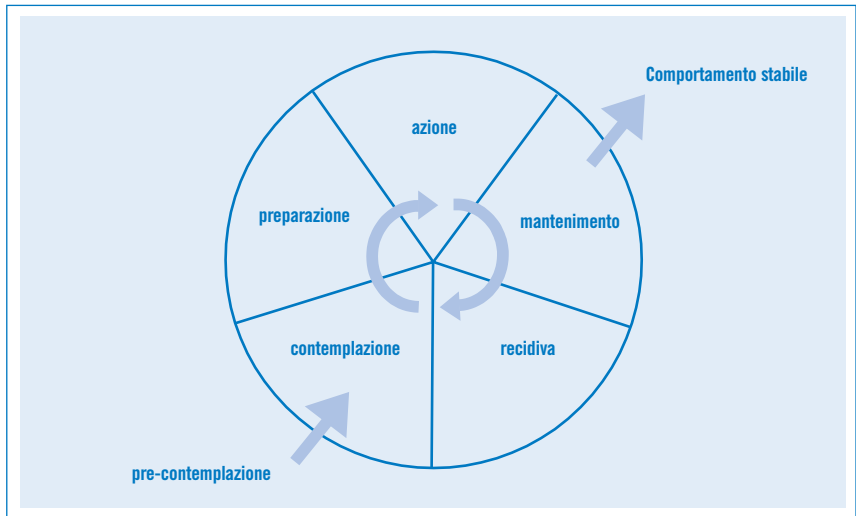 Comportamento stabile
azione
preparazione
mantenimento
contemplazione
recidiva
pre-contemplazione